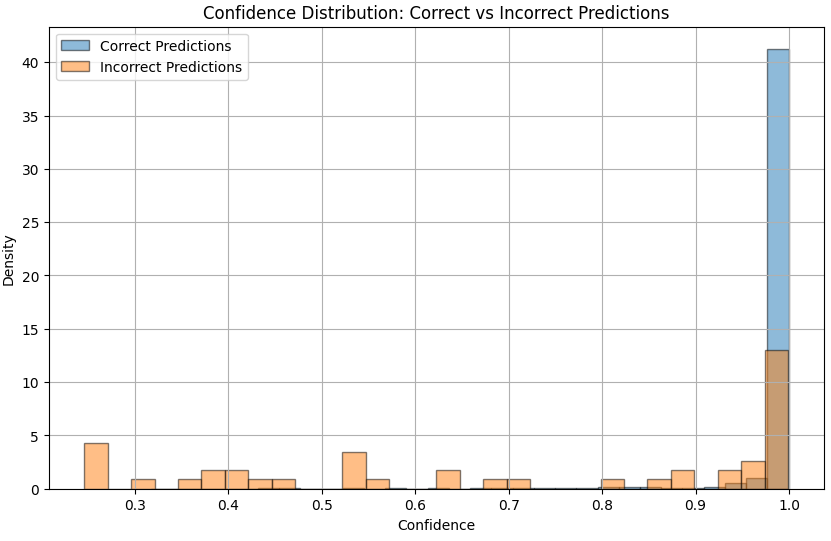 Confidence Distribution: Correct vs Incorrect Predictions
Correct Predictions
Incorrect Predictions
40
35
30
25
20
15
10
5
0
Density
0.3 0.4 0.5 0.6 0.7 0.8 0.9 1.0
Confidence